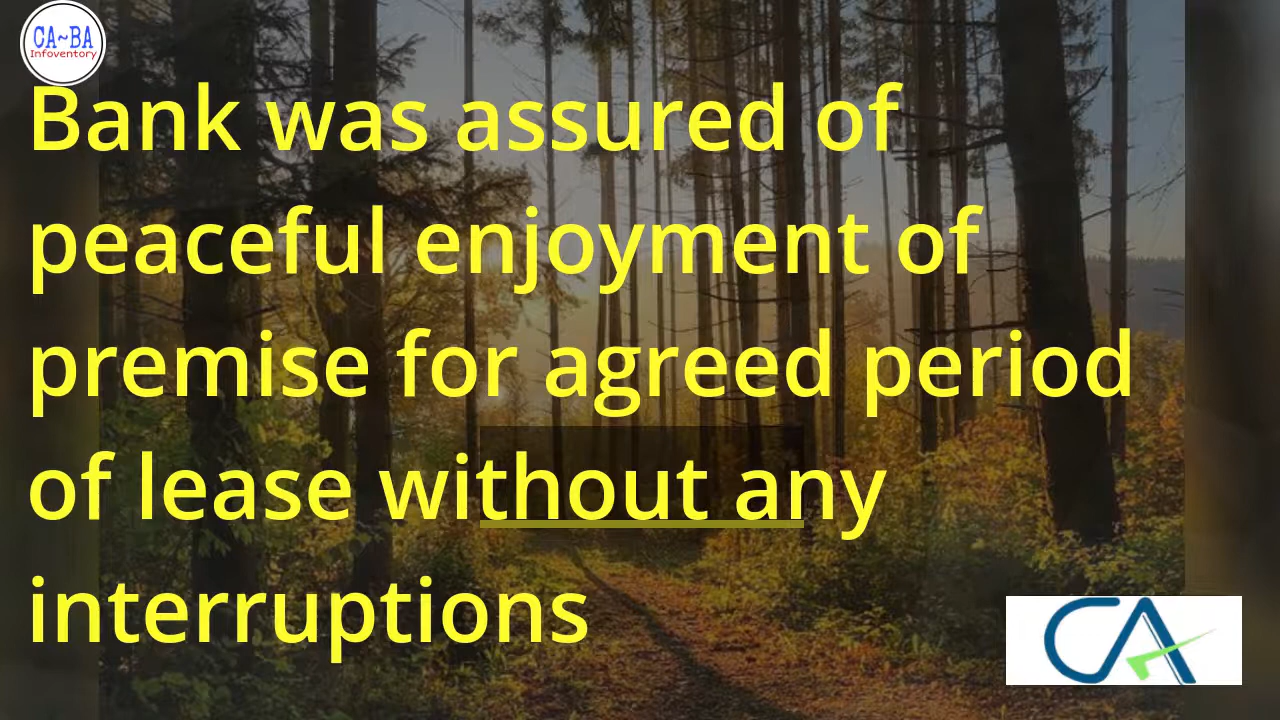 CA~BA
Infoventory
Bank was assured of
peaceful enjoyment of
premise for agreed period
of lease without any
interruptions
CA